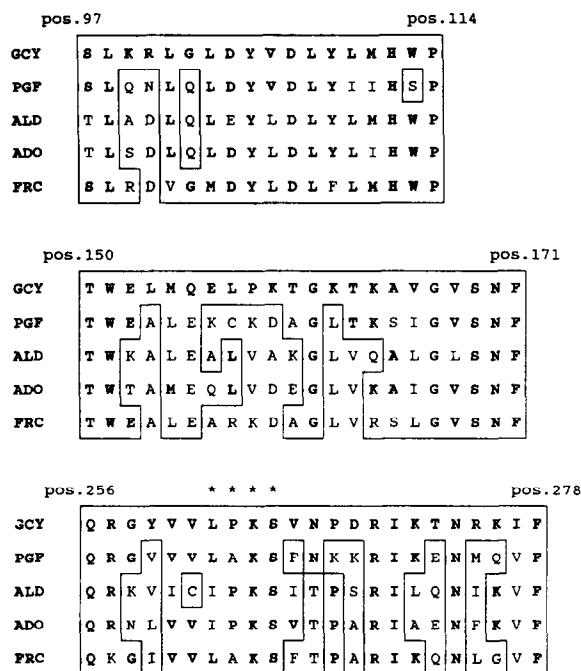 pos.97 pos.114
GCY S L K R L G L D Y V D L Y L M H W P
PGF S L Q N L Q L D Y V D L Y I I H S P
ALD T L A D L Q L E Y L D L Y L M H W P
ADO T L S D L Q L D Y L D L Y L I H W P
FRC S L R D V G M D Y L D L F L M H W P
pos.150 pos.171
GCY T W E L M Q E L P K T G K T K A V G V S N F
PGF T W E A L E K C K D A G L T K S I G V S N F
ALD T W K A L E A L V A K G L V Q A L G L S N F
ADO T W T A M E Q L V D E G L V K A I G V S N F
FRC T W E A L E A R K D A G L V R S L G V S N F
pos.256 * * * * pos.278
GCY Q R G Y V V L P K S V N P D R I K T N R K I F
PGF Q R G V V V L A K S F N K K R I K E N M Q V F
ALD Q R K V I C I P K S I T P S R I L Q N I K V F
ADO Q R N L V V I P K S V T P A R I A E N F K V F
FRC Q K G I V V L A K S F T P A R I K Q N L G V F